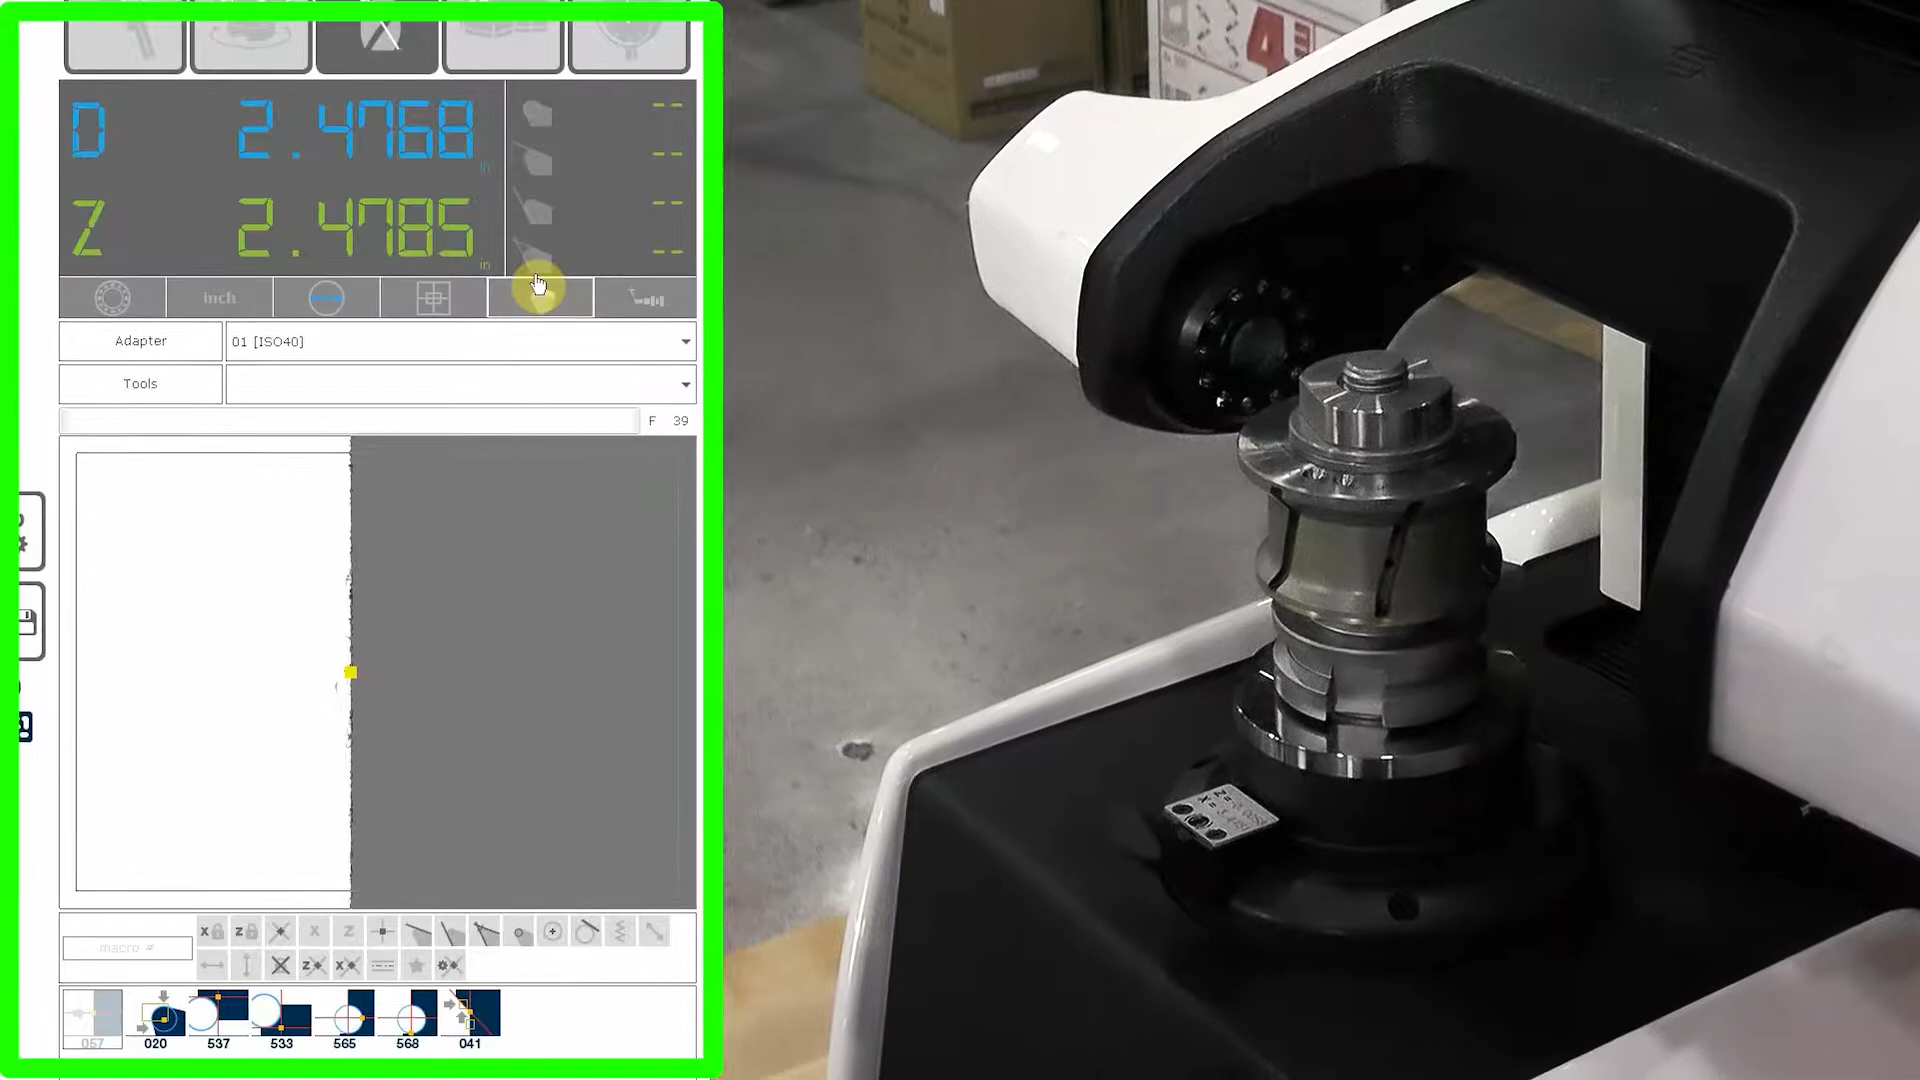 D 2.4768 in --
--
Z 2.4785 in --
--
inch
Adapter 01 [ISO40]
Tools
F 39
macro #
X Z X Z
Z X
057 020 537 533 565 568 041
4